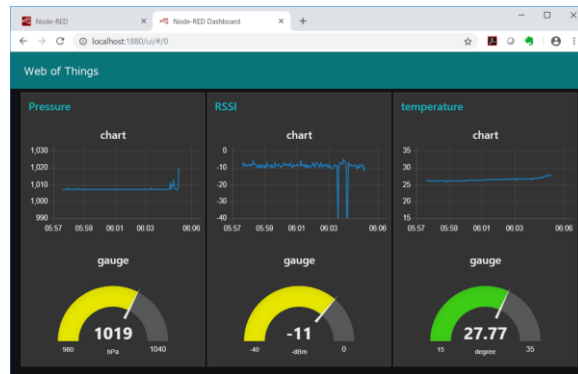 Node-RED
Node-RED Dashboard
localhost:1880/ui/#/0
Web of Things
Pressure
chart
1,030
1,020
1,010
1,000
990
05:57 05:59 06:01 06:03 06:06
gauge
1019
980 hPa 1040
RSSI
chart
0
-10
-20
-30
-40
05:57 05:59 06:01 06:03 06:06
gauge
-11
-40 -dBm 0
temperature
chart
35
30
25
20
15
05:57 05:59 06:01 06:03 06:06
gauge
27.77
15 degree 35